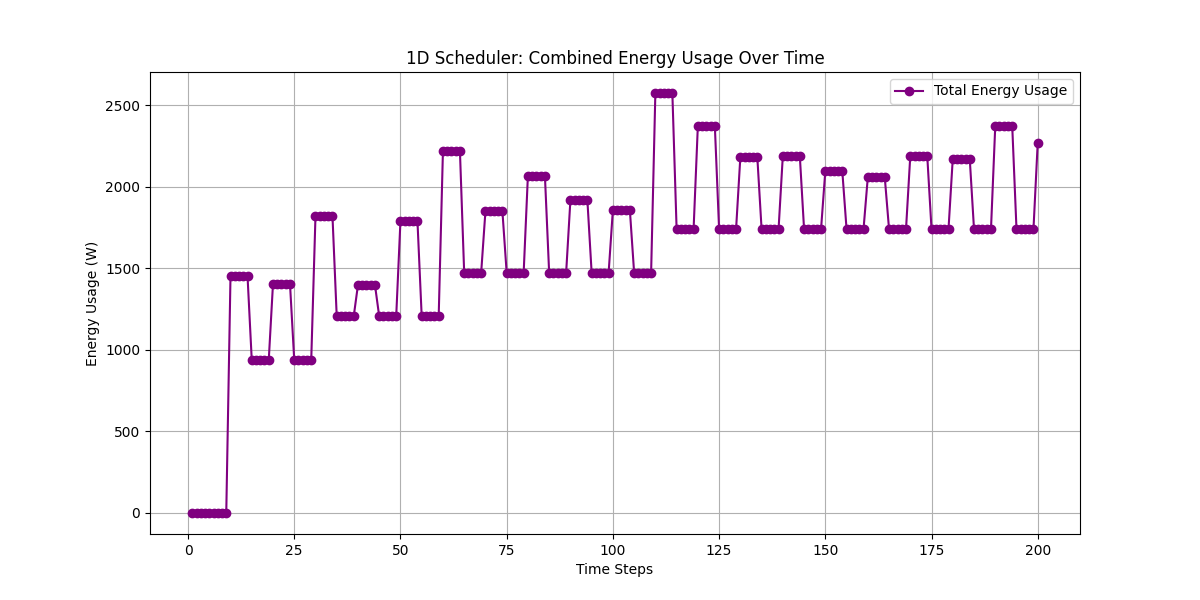 1D Scheduler: Combined Energy Usage Over Time
Total Energy Usage
Energy Usage (W)
2500
2000
1500
1000
500
0
0 25 50 75 100 125 150 175 200
Time Steps